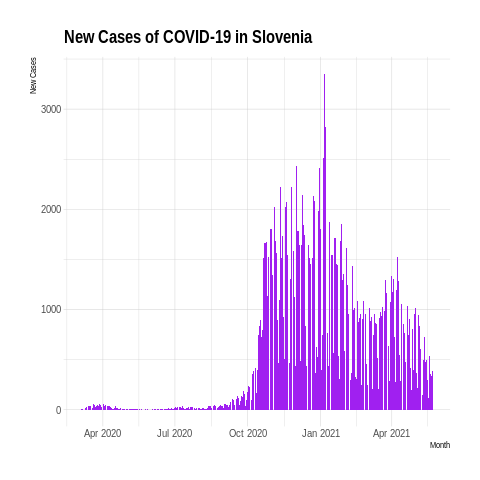 New Cases of COVID-19 in Slovenia
New Cases
3000
2000
1000
0
Apr 2020 Jul 2020 Oct 2020 Jan 2021 Apr 2021
Month